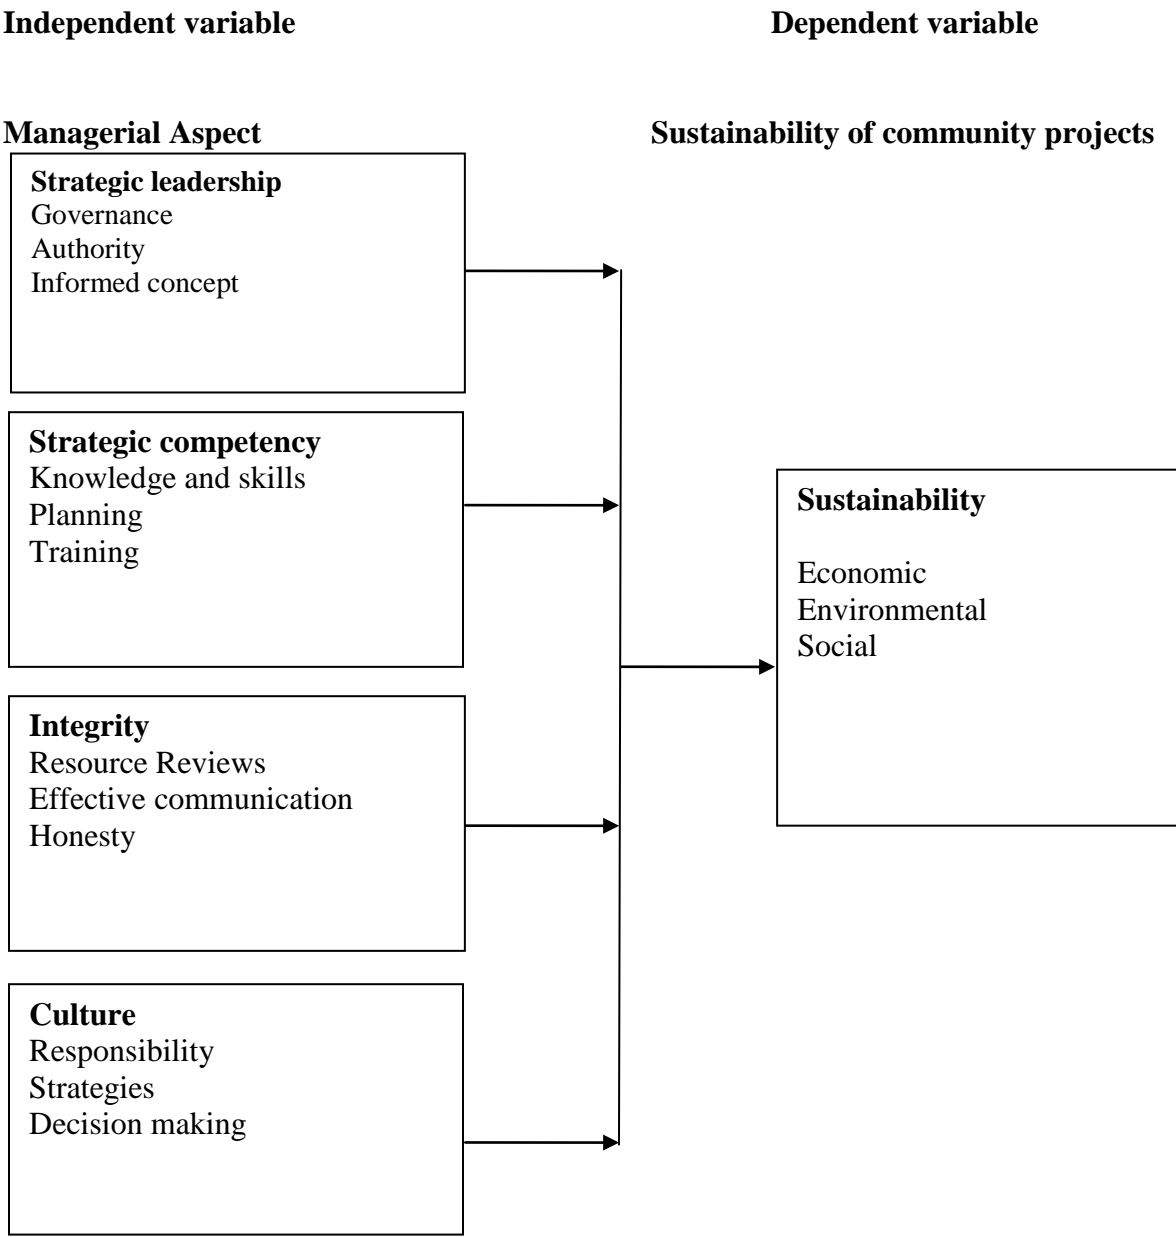 Independent variable
Dependent variable
Managerial Aspect
Sustainability of community projects
Strategic leadership
Governance
Authority
Informed concept
Strategic competency
Knowledge and skills
Planning
Training
Sustainability
Economic
Environmental
Social
Integrity
Resource Reviews
Effective communication
Honesty
Culture
Responsibility
Strategies
Decision making